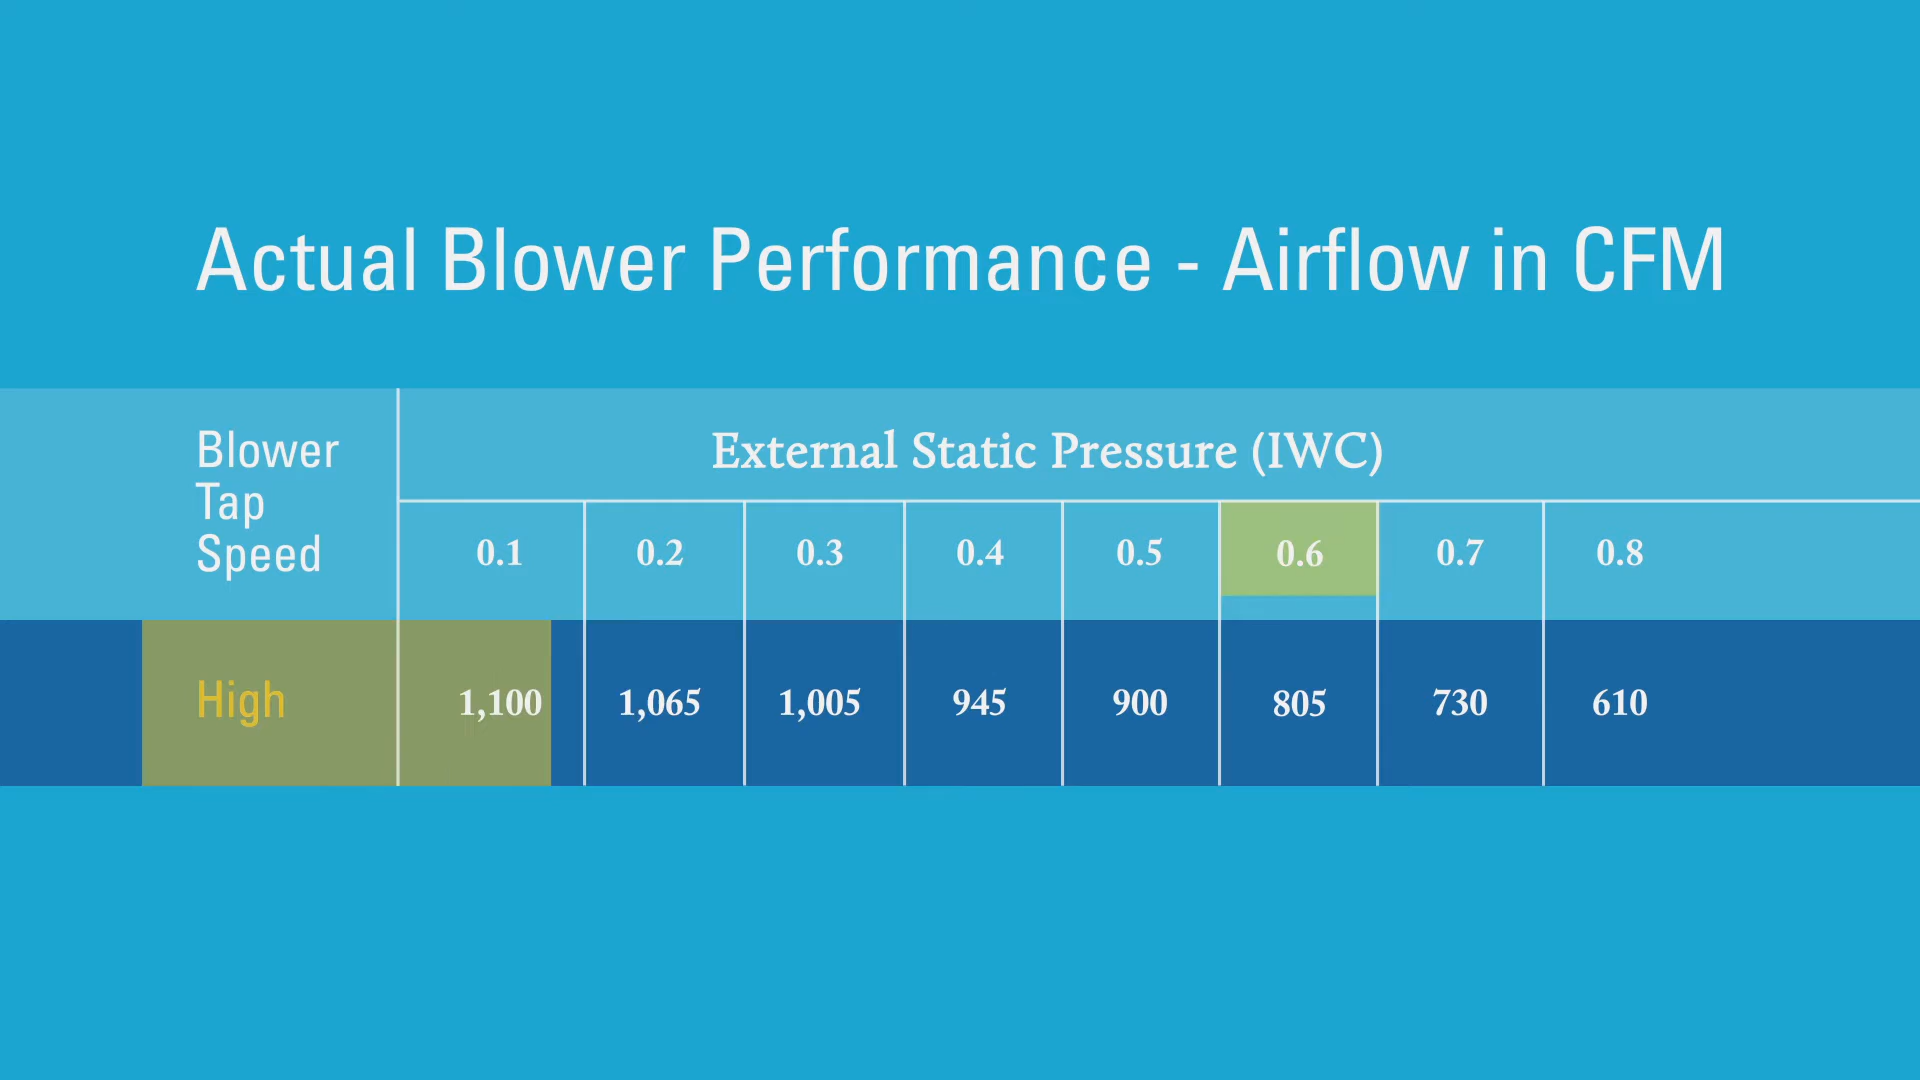 Actual Blower Performance - Airflow in CFM
Blower
Tap
Speed
External Static Pressure (IWC)
0.1 0.2 0.3 0.4 0.5 0.6 0.7 0.8
High 1,100 1,065 1,005 945 900 805 730 610